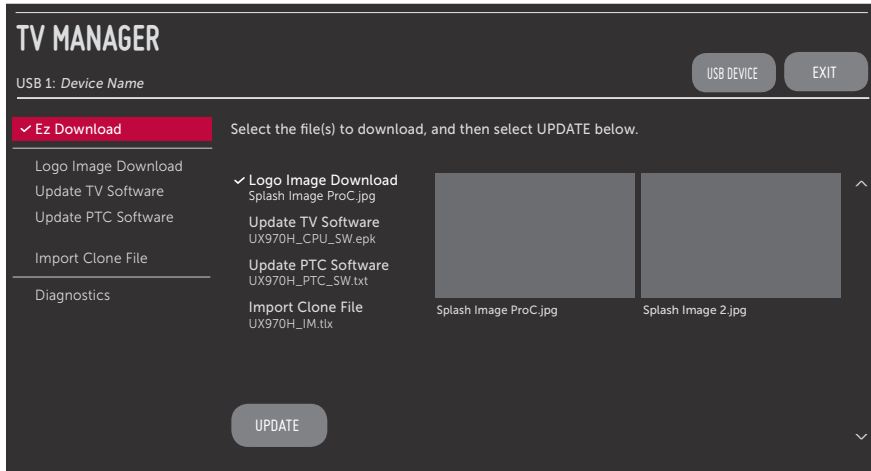 TV MANAGER
USB 1: Device Name
USB DEVICE
EXIT
Ez Download
Logo Image Download
Update TV Software
Update PTC Software
Import Clone File
Diagnostics
Select the file(s) to download, and then select UPDATE below.
Logo Image Download
Splash Image ProC.jpg
Update TV Software
UX970H_CPU_SW.epk
Update PTC Software
UX970H_PTC_SW.txt
Import Clone File
UX970H_IM.tlx
Splash Image ProC.jpg
Splash Image 2.jpg
UPDATE